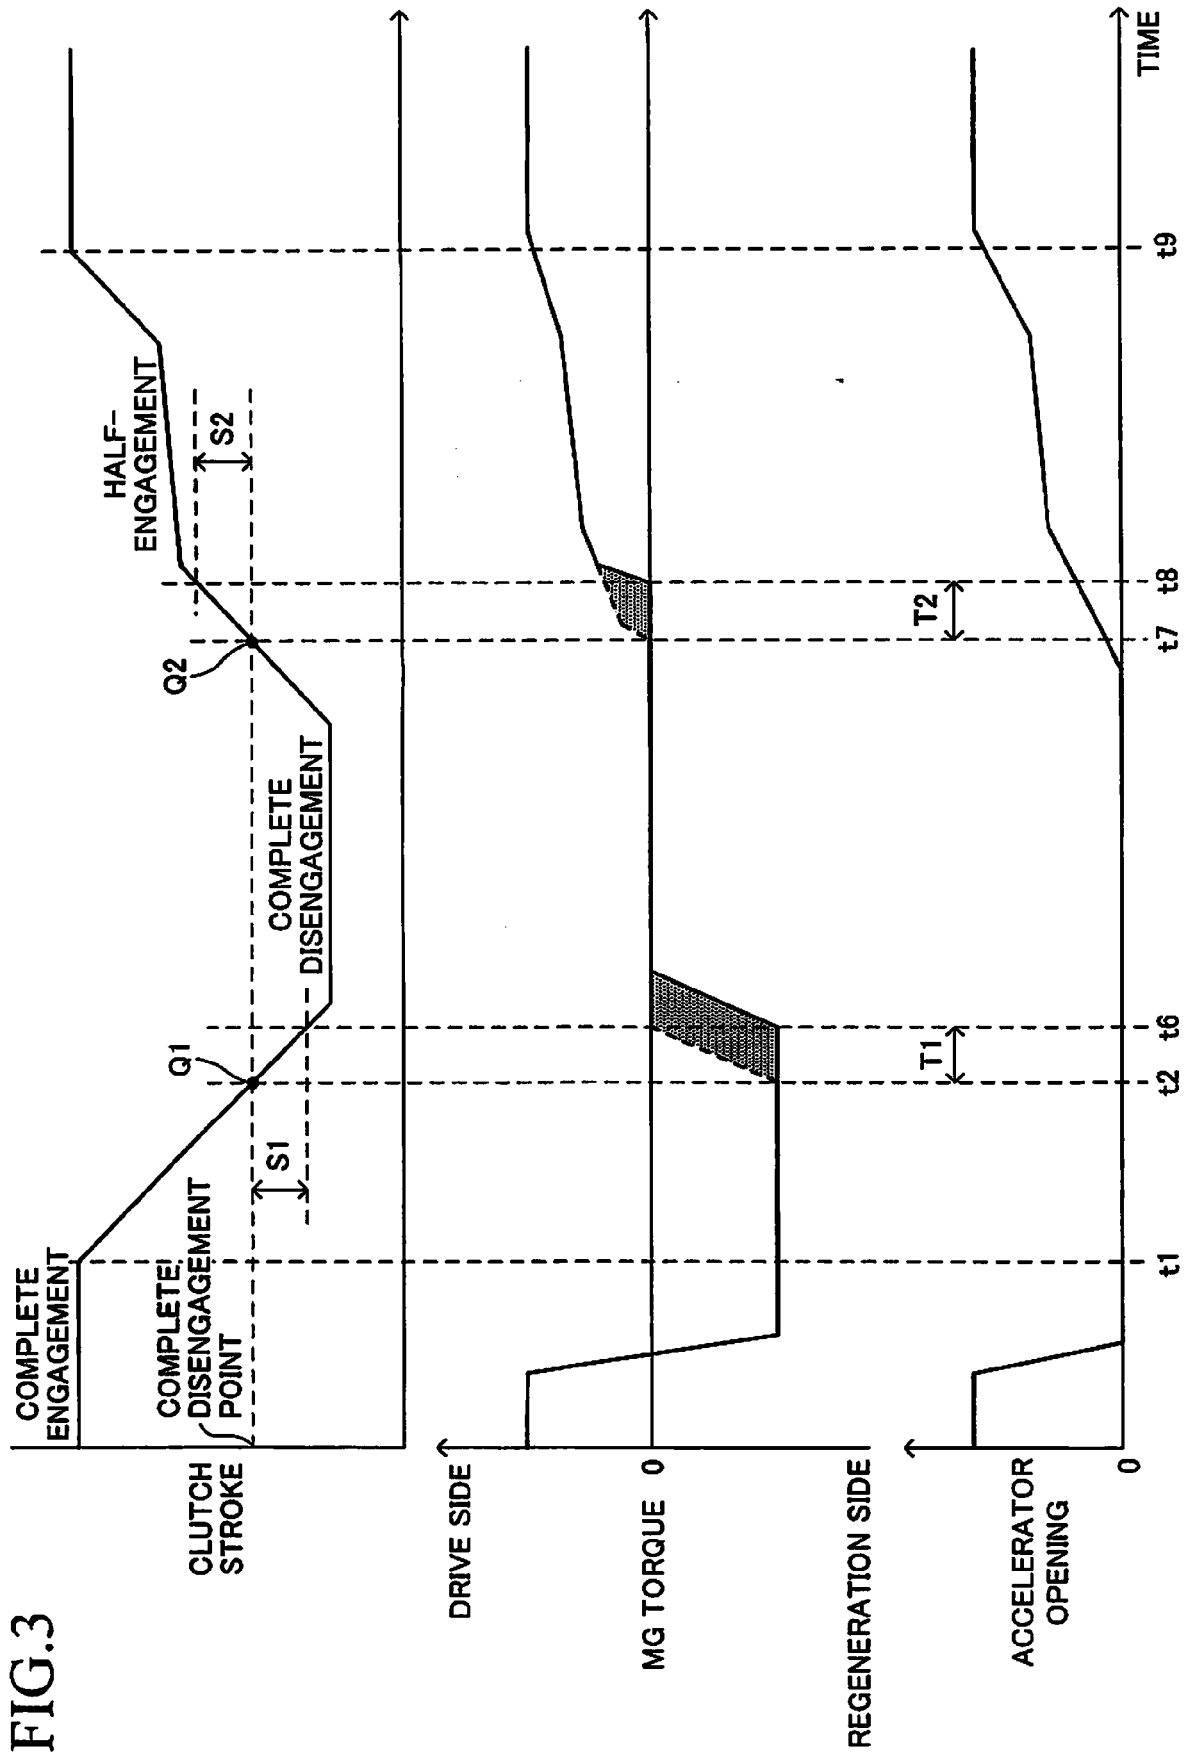 FIG.3
COMPLETE
ENGAGEMENT
CLUTCH
STROKE
COMPLETE
DISENGAGEMENT
POINT
S1
Q1
COMPLETE
DISENGAGEMENT
Q2
HALF-
ENGAGEMENT
S2
DRIVE SIDE
MG TORQUE 0
REGENERATION SIDE
T1
T2
ACCELERATOR
OPENING
0
t1
t2
t6
t7
t8
t9
TIME